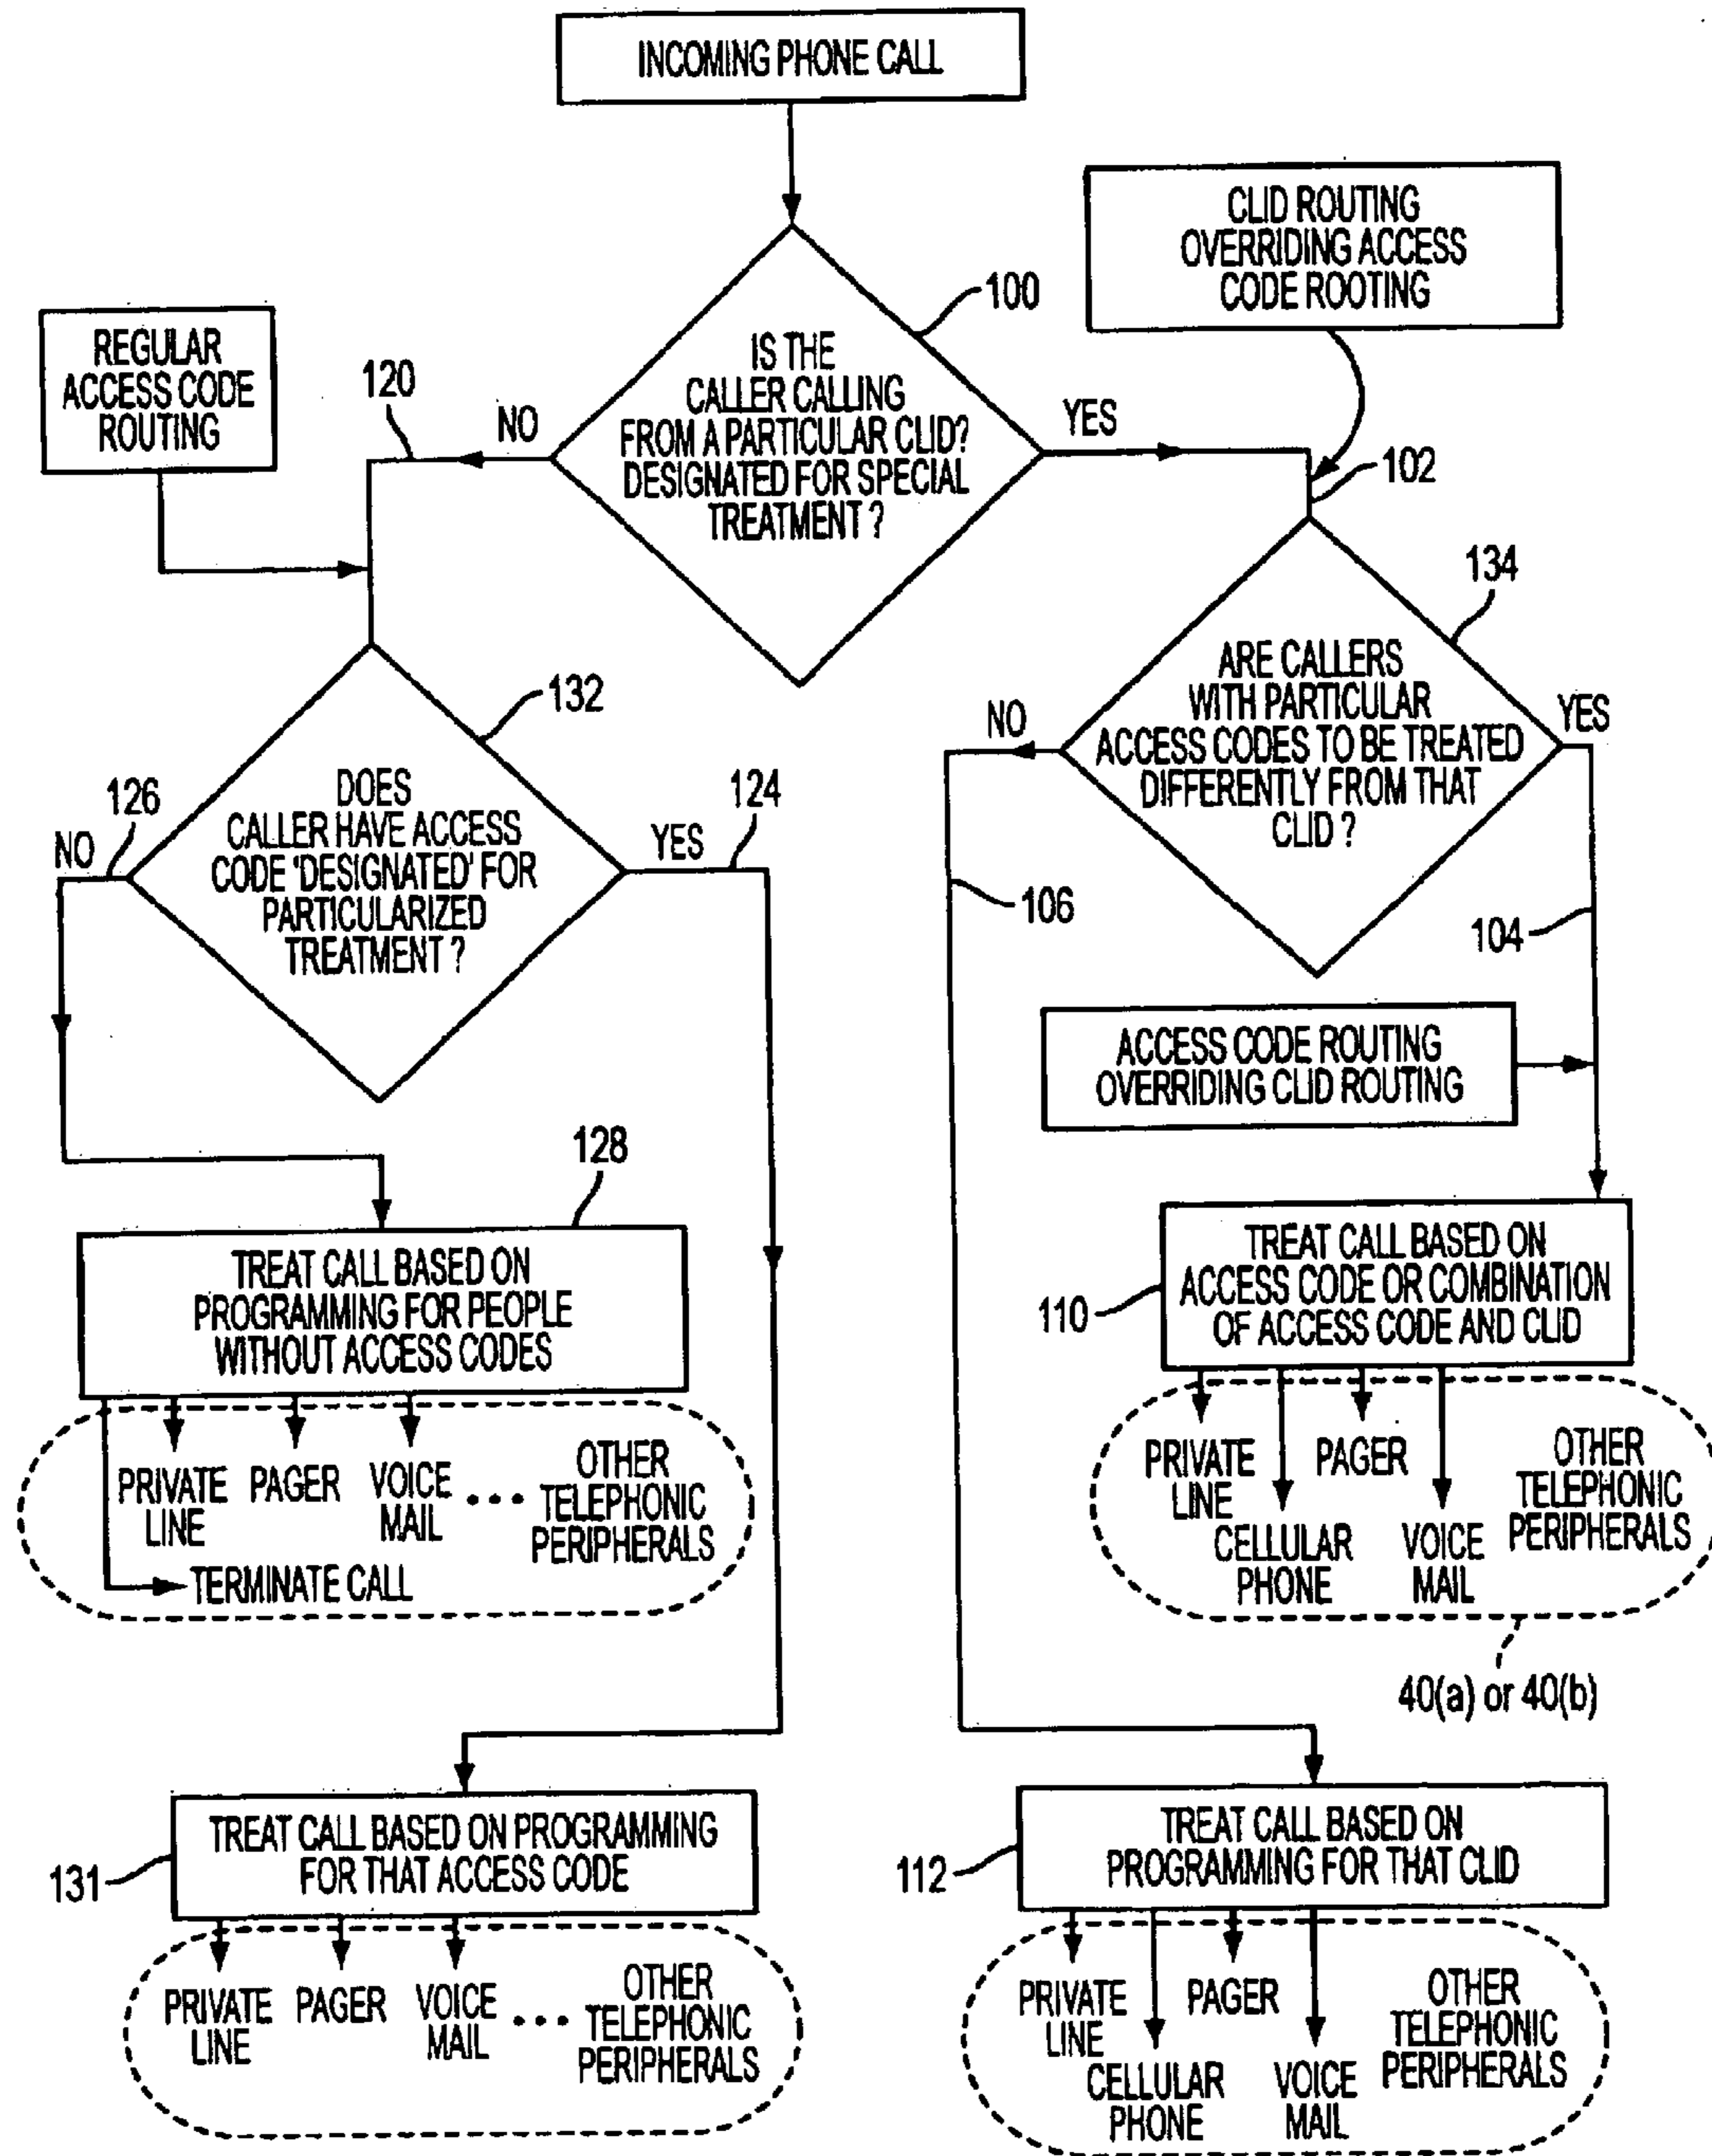 INCOMING PHONE CALL
CLID ROUTING
OVERRIDING ACCESS
CODE ROOTING
100
IS THE
CALLER CALLING
FROM A PARTICULAR CLID?
DESIGNATED FOR SPECIAL
TREATMENT ?
REGULAR
ACCESS CODE
ROUTING
120
NO
YES
102
134
ARE CALLERS
WITH PARTICULAR
ACCESS CODES TO BE TREATED
DIFFERENTLY FROM THAT
CLID ?
NO
YES
132
DOES
CALLER HAVE ACCESS
CODE 'DESIGNATED' FOR
PARTICULARIZED
TREATMENT ?
126
NO
124
YES
106
104
ACCESS CODE ROUTING
OVERRIDING CLID ROUTING
128
TREAT CALL BASED ON
PROGRAMMING FOR PEOPLE
WITHOUT ACCESS CODES
PRIVATE
LINE
PAGER
VOICE
MAIL
...
OTHER
TELEPHONIC
PERIPHERALS
TERMINATE CALL
110
TREAT CALL BASED ON
ACCESS CODE OR COMBINATION
OF ACCESS CODE AND CLID
PRIVATE
LINE
CELLULAR
PHONE
PAGER
VOICE
MAIL
OTHER
TELEPHONIC
PERIPHERALS
40(a) or 40(b)
131
TREAT CALL BASED ON PROGRAMMING
FOR THAT ACCESS CODE
PRIVATE
LINE
PAGER
VOICE
MAIL
...
OTHER
TELEPHONIC
PERIPHERALS
112
TREAT CALL BASED ON
PROGRAMMING FOR THAT CLID
PRIVATE
LINE
CELLULAR
PHONE
PAGER
VOICE
MAIL
OTHER
TELEPHONIC
PERIPHERALS